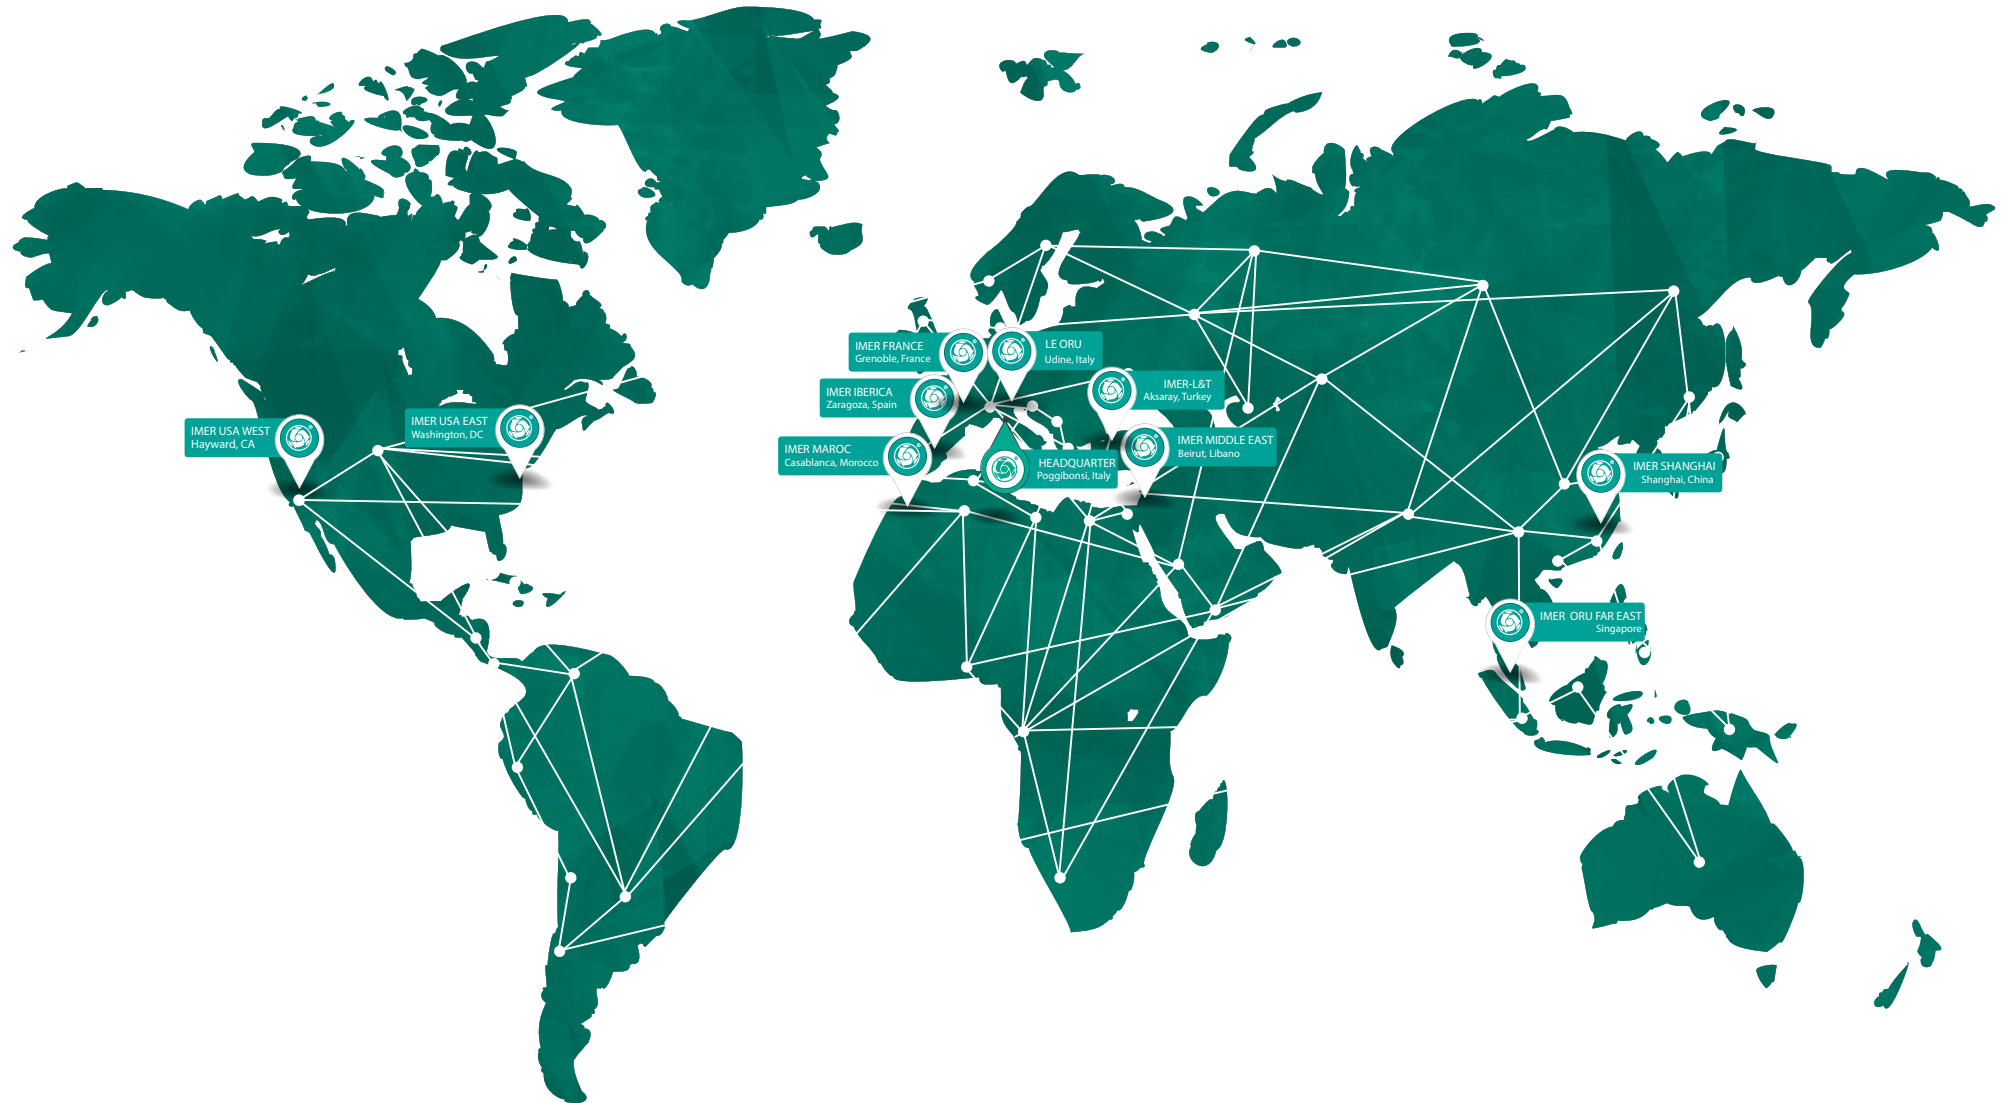 IMER FRANCE
Grenoble, France
LE ORU
Udine, Italy
IMER IBERICA
Zaragoza, Spain
IMER-L&T
Aksaray, Turkey
IMER USA WEST
Hayward, CA
IMER USA EAST
Washington, DC
IMER MAROC
Casablanca, Morocco
HEADQUARTER
Poggibonsi, Italy
IMER MIDDLE EAST
Beirut, Libano
IMER SHANGHAI
Shanghai, China
IMER ORU FAR EAST
Singapore